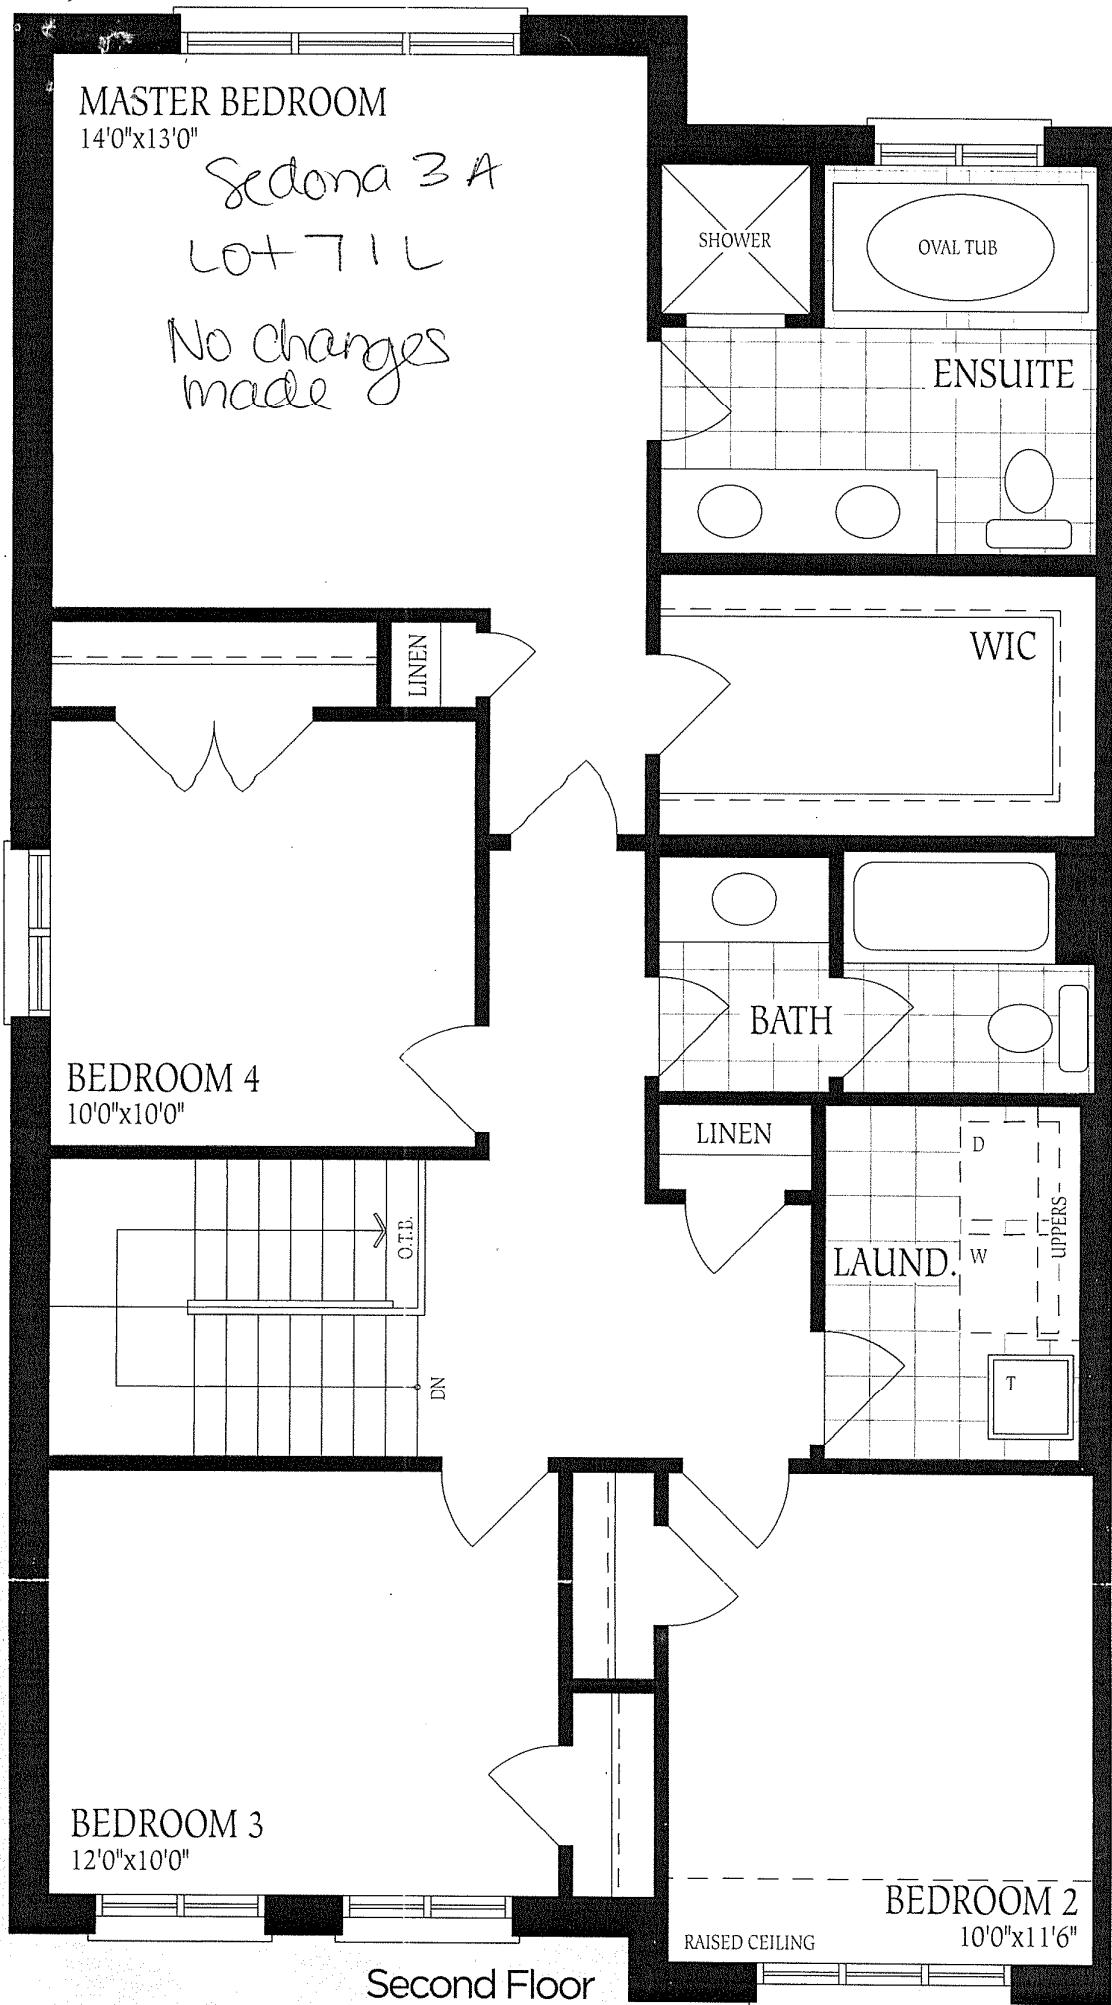 MASTER BEDROOM
14'0"x13'0"
Sedona 3A
Lot 71L
No changes
made
SHOWER
OVAL TUB
ENSUITE
LINEN
WIC
BEDROOM 4
10'0"x10'0"
BATH
LINEN
D
UPPERS
W
LAUND.
T
O.T.B.
DN
BEDROOM 3
12'0"x10'0"
BEDROOM 2
10'0"x11'6"
RAISED CEILING
Second Floor